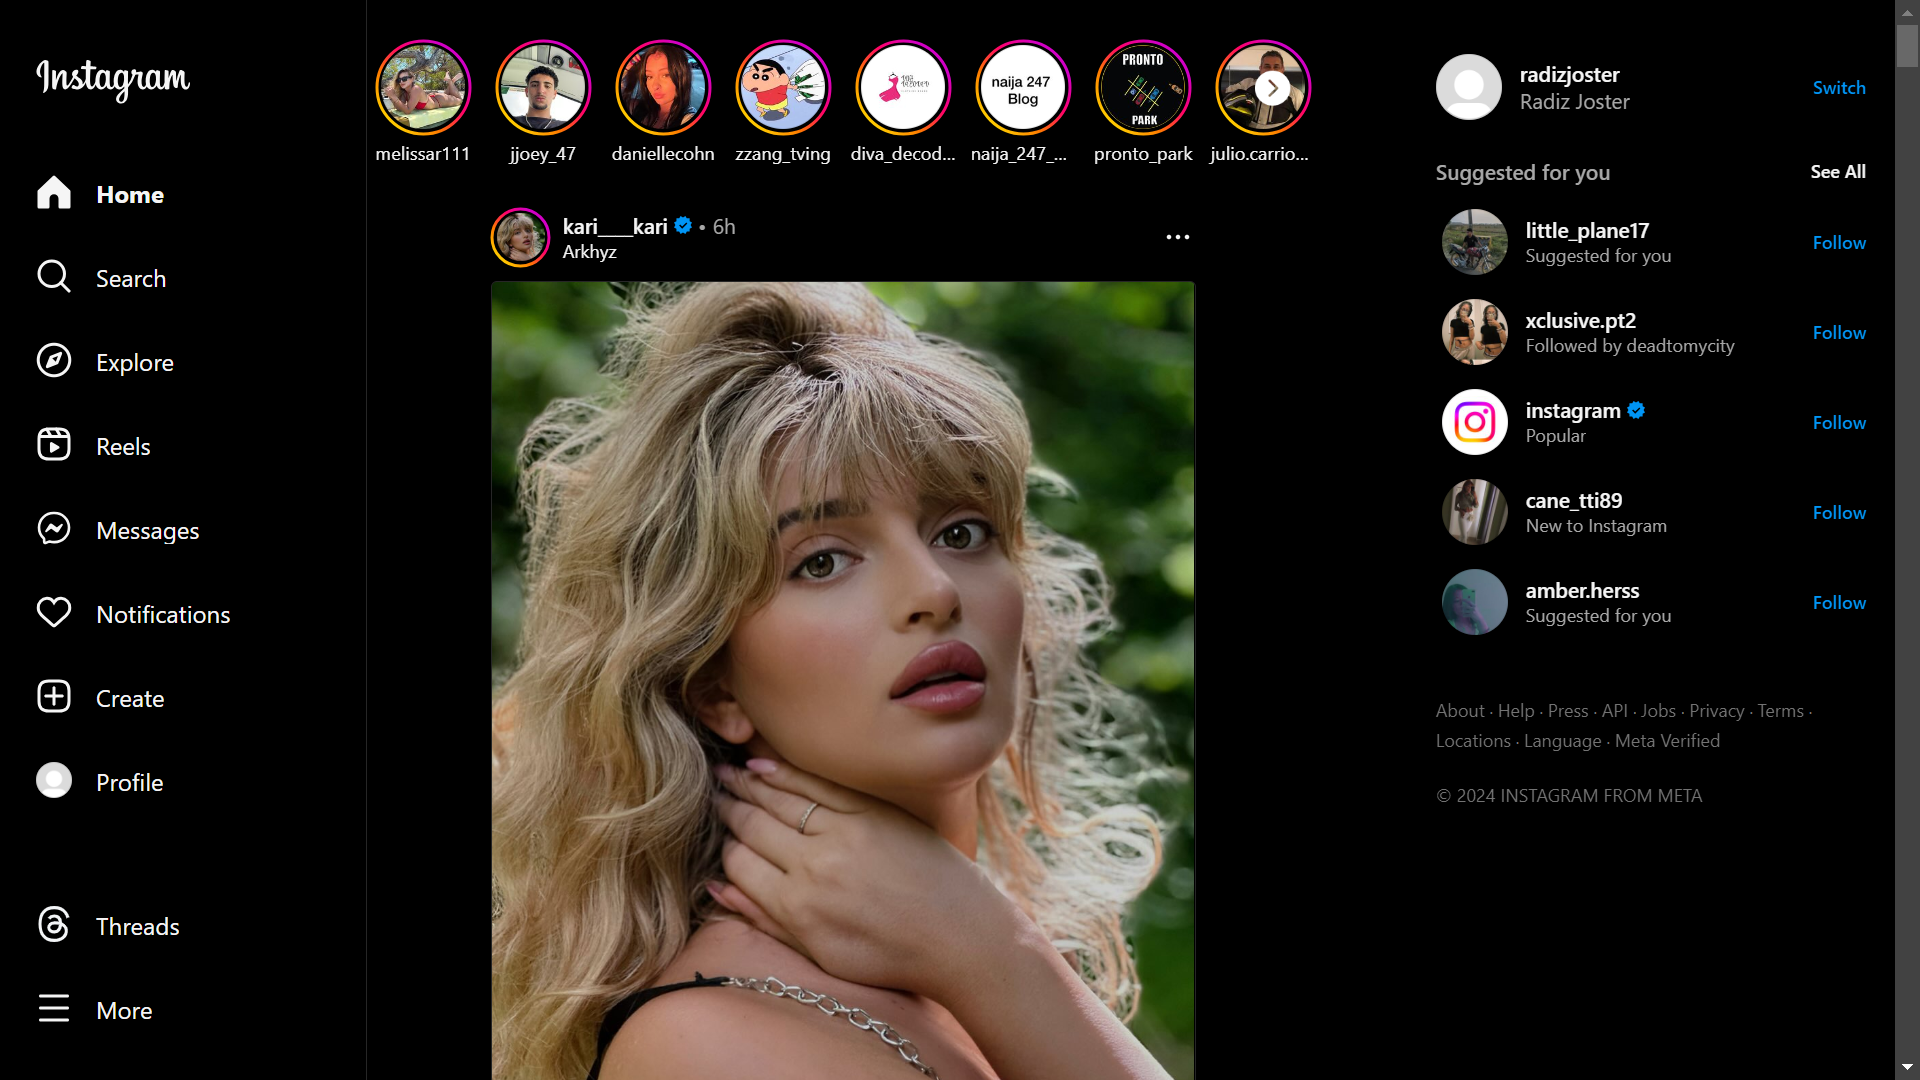 Instagram
Home
Search
Explore
Reels
Messages
Notifications
Create
Profile
Threads
More
naija 247
Blog
PRONTO
PARK
melissar111
jjoey_47
daniellecohn
zzang_tving
diva_decod...
naija_247_...
pronto_park
julio.carrio...
kari____kari • 6h
Arkhyz
radizjoster
Radiz Joster
Switch
Suggested for you
See All
little_plane17
Suggested for you
Follow
xclusive.pt2
Followed by deadtomycity
Follow
instagram
Popular
Follow
cane_tti89
New to Instagram
Follow
amber.herss
Suggested for you
Follow
About · Help · Press · API · Jobs · Privacy · Terms ·
Locations · Language · Meta Verified
© 2024 INSTAGRAM FROM META